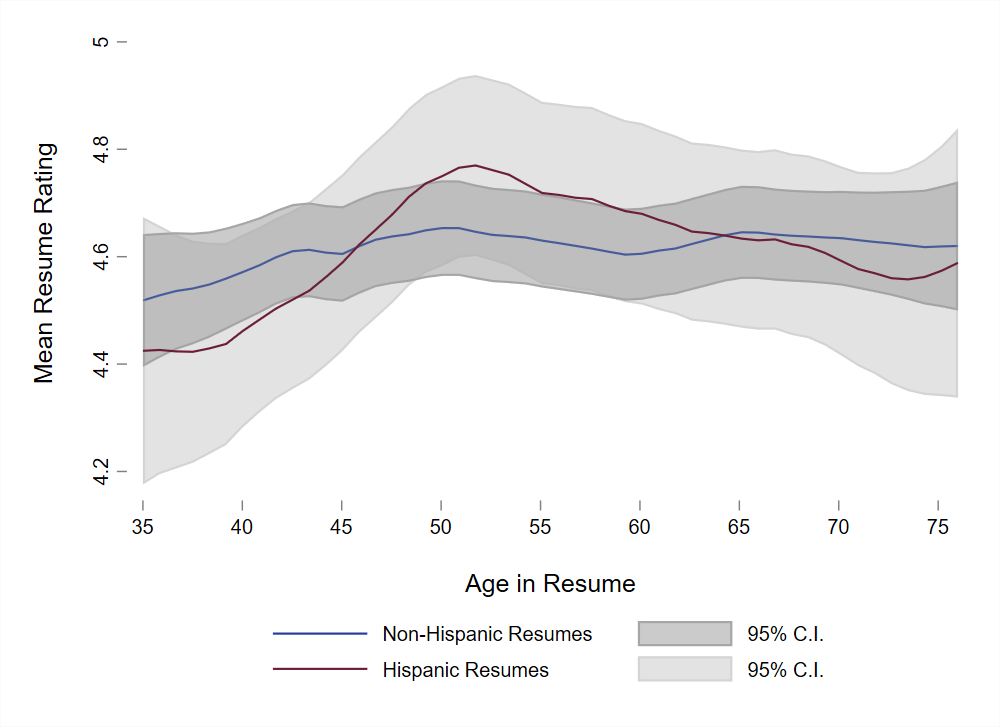 Mean Resume Rating
5
4.8
4.6
4.4
4.2
35 40 45 50 55 60 65 70 75
Age in Resume
Non-Hispanic Resumes 95% C.I.
Hispanic Resumes 95% C.I.